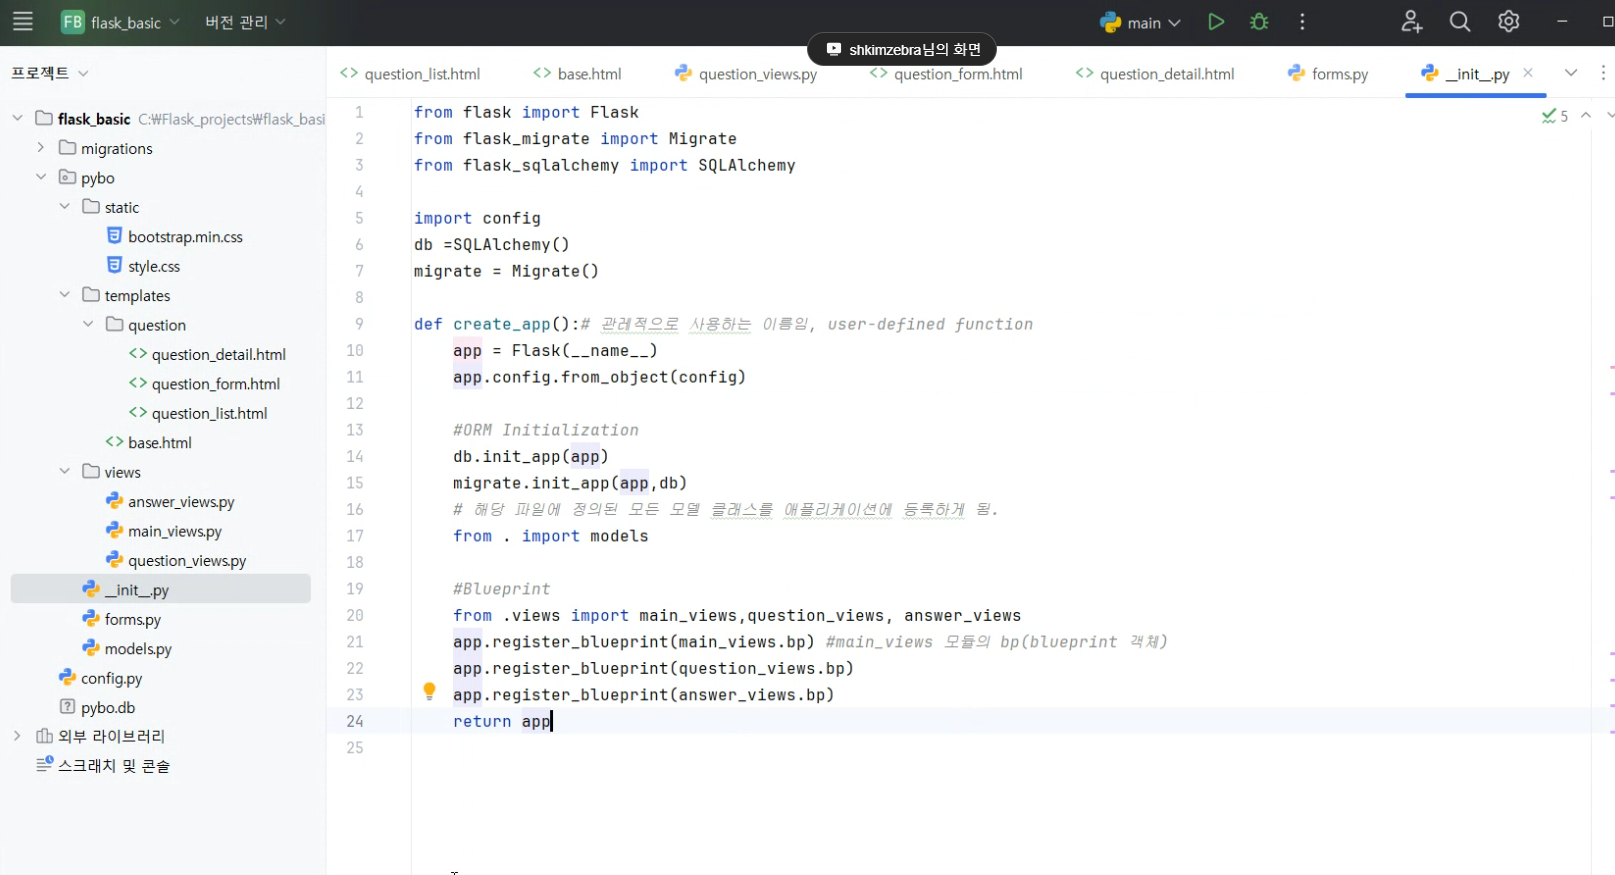 FB flask_basic 버전 관리 main
shkimzebra님의 화면
프로젝트
question_list.html base.html question_views.py question_form.html question_detail.html forms.py __init__.py
flask_basic C:₩Flask_projects₩flask_basi
migrations
pybo
static
bootstrap.min.css
style.css
templates
question
question_detail.html
question_form.html
question_list.html
base.html
views
answer_views.py
main_views.py
question_views.py
__init__.py
forms.py
models.py
config.py
pybo.db
외부 라이브러리
스크래치 및 콘솔
5
1 from flask import Flask
2 from flask_migrate import Migrate
3 from flask_sqlalchemy import SQLAlchemy
4
5 import config
6 db =SQLAlchemy()
7 migrate = Migrate()
8
9 def create_app():# 관레적으로 사용하는 이름임, user-defined function
10 app = Flask(__name__)
11 app.config.from_object(config)
12
13 #ORM Initialization
14 db.init_app(app)
15 migrate.init_app(app,db)
16 # 해당 파일에 정의된 모든 모델 클래스를 애플리케이션에 등록하게 됨.
17 from . import models
18
19 #Blueprint
20 from .views import main_views,question_views, answer_views
21 app.register_blueprint(main_views.bp) #main_views 모듈의 bp(blueprint 객체)
22 app.register_blueprint(question_views.bp)
23 app.register_blueprint(answer_views.bp)
24 return app
25